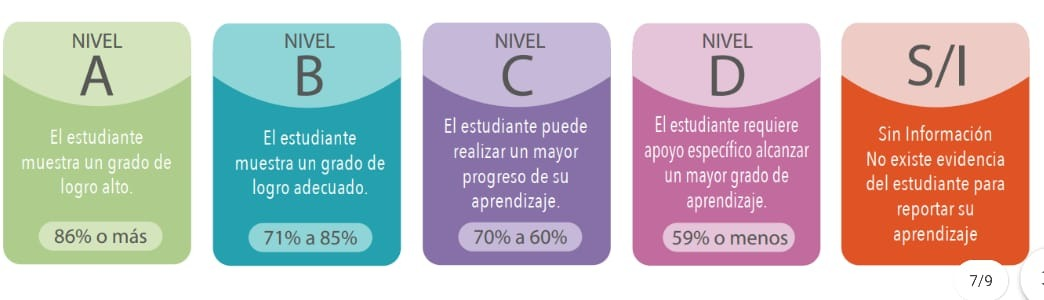 NIVEL
A
El estudiante
muestra un grado de
logro alto.
86% o más
NIVEL
B
El estudiante
muestra un grado de
logro adecuado.
71% a 85%
NIVEL
C
El estudiante puede
realizar un mayor
progreso de su
aprendizaje.
70% a 60%
NIVEL
D
El estudiante requiere
apoyo específico alcanzar
un mayor grado de
aprendizaje.
59% o menos
S/I
Sin Información
No existe evidencia
del estudiante para
reportar su
aprendizaje
7/9